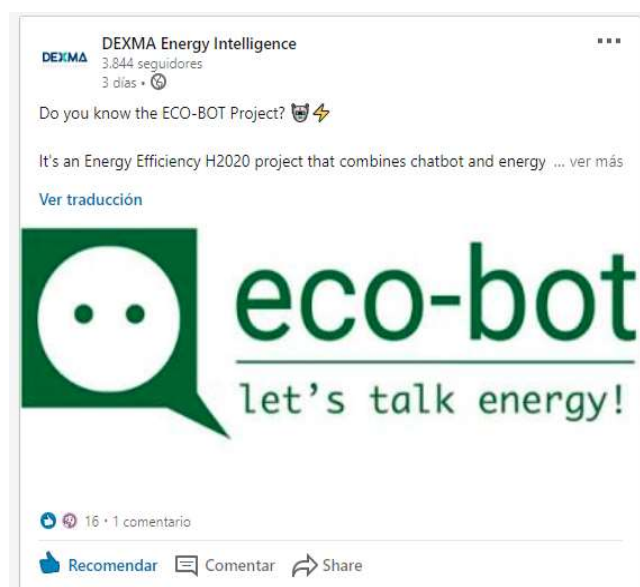 DEXMA
DEXMA Energy Intelligence
3.844 seguidores
3 días •
Do you know the ECO-BOT Project?
It's an Energy Efficiency H2020 project that combines chatbot and energy ... ver más
Ver traducción
eco-bot
let's talk energy!
16 • 1 comentario
Recomendar Comentar Share